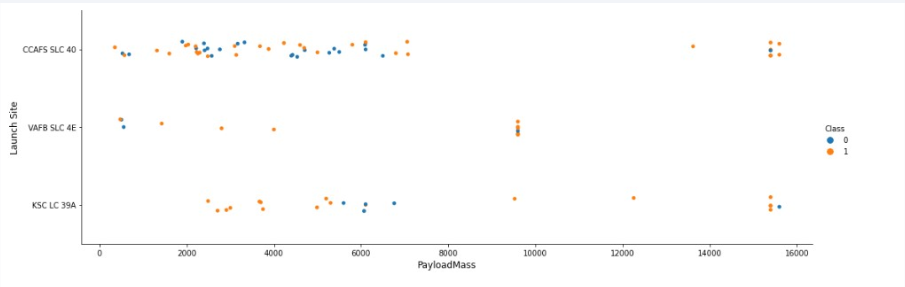 CCAFS SLC 40
VAFB SLC 4E
KSC LC 39A
Launch Site
0 2000 4000 6000 8000 10000 12000 14000 16000
PayloadMass
Class
0
1